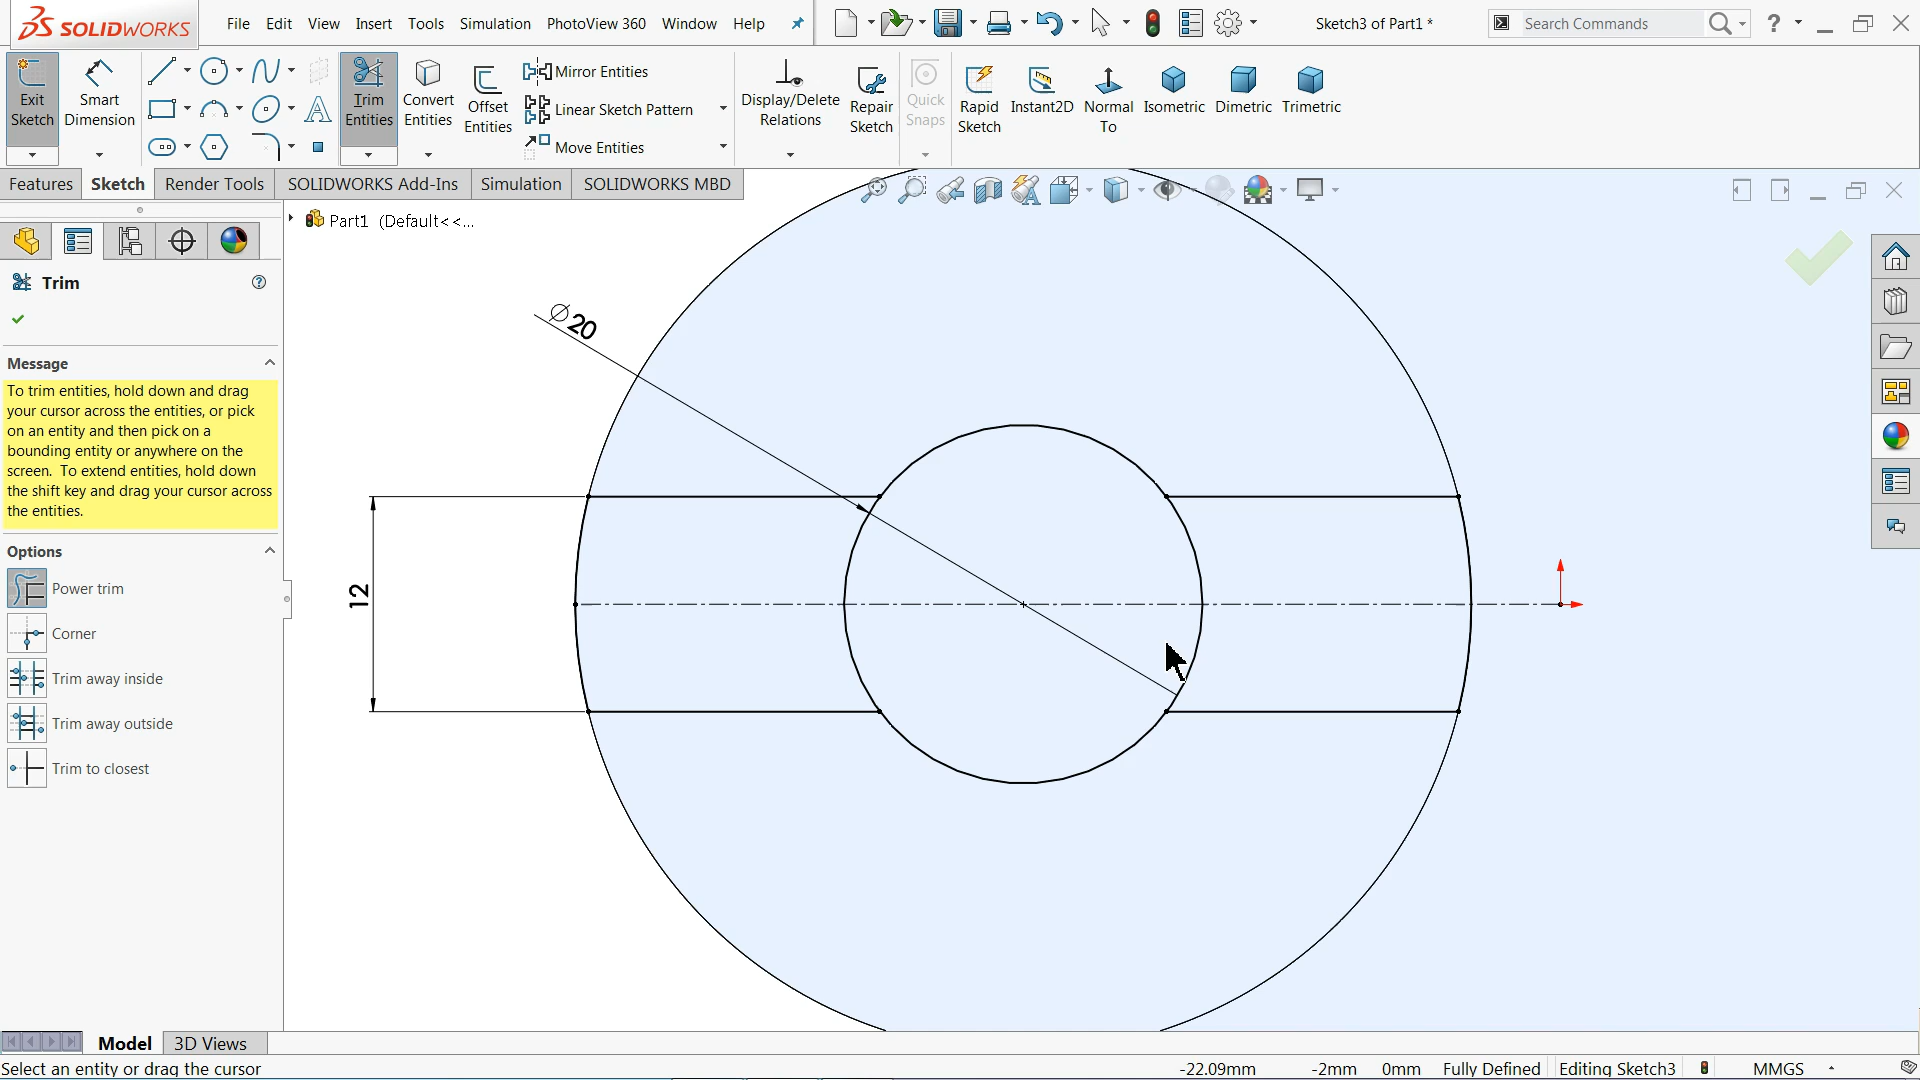 SOLIDWORKS
File Edit View Insert Tools Simulation PhotoView 360 Window Help
Sketch3 of Part1 *
Search Commands
Exit Sketch
Smart Dimension
Trim Entities
Convert Entities
Offset Entities
Mirror Entities
Linear Sketch Pattern
Move Entities
Display/Delete Relations
Repair Sketch
Quick Snaps
Rapid Sketch
Instant2D
Normal To
Isometric
Dimetric
Trimetric
Features Sketch Render Tools SOLIDWORKS Add-Ins Simulation SOLIDWORKS MBD
Part1 (Default<<...
Trim
Message
To trim entities, hold down and drag
your cursor across the entities, or pick
on an entity and then pick on a
bounding entity or anywhere on the
screen. To extend entities, hold down
the shift key and drag your cursor across
the entities.
Options
Power trim
Corner
Trim away inside
Trim away outside
Trim to closest
∅20
12
Model 3D Views
Select an entity or drag the cursor
-22.09mm -2mm 0mm Fully Defined Editing Sketch3 MMGS